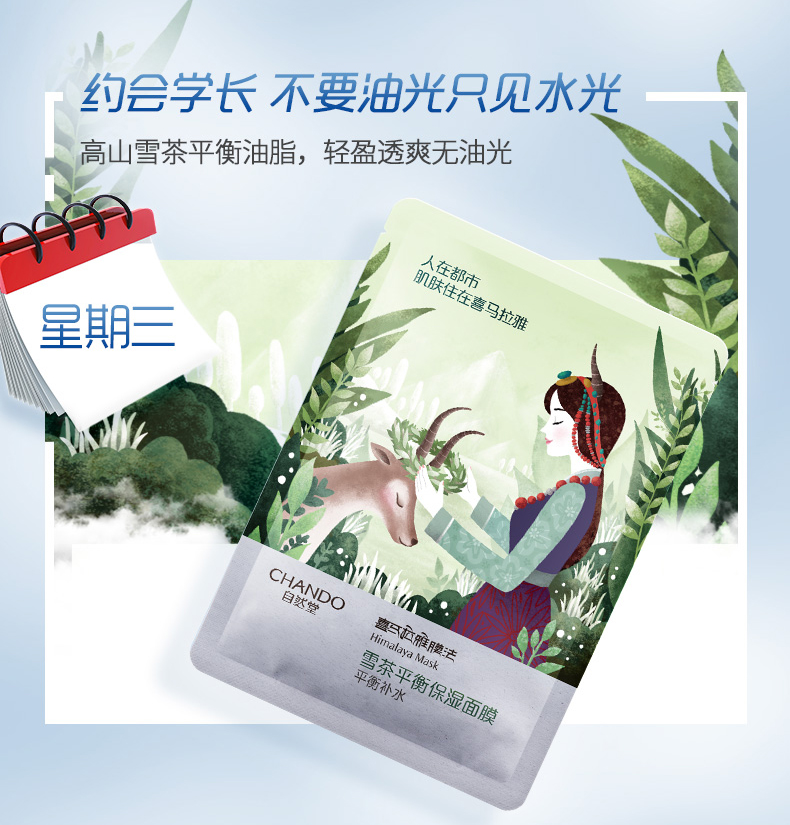 约会学长 不要油光只见水光
高山雪茶平衡油脂，轻盈透爽无油光
星期三
人在都市
肌肤住在喜马拉雅
CHANDO
自然堂
喜马拉雅膜法
Himalaya Mask
雪茶平衡保湿面膜
平衡补水